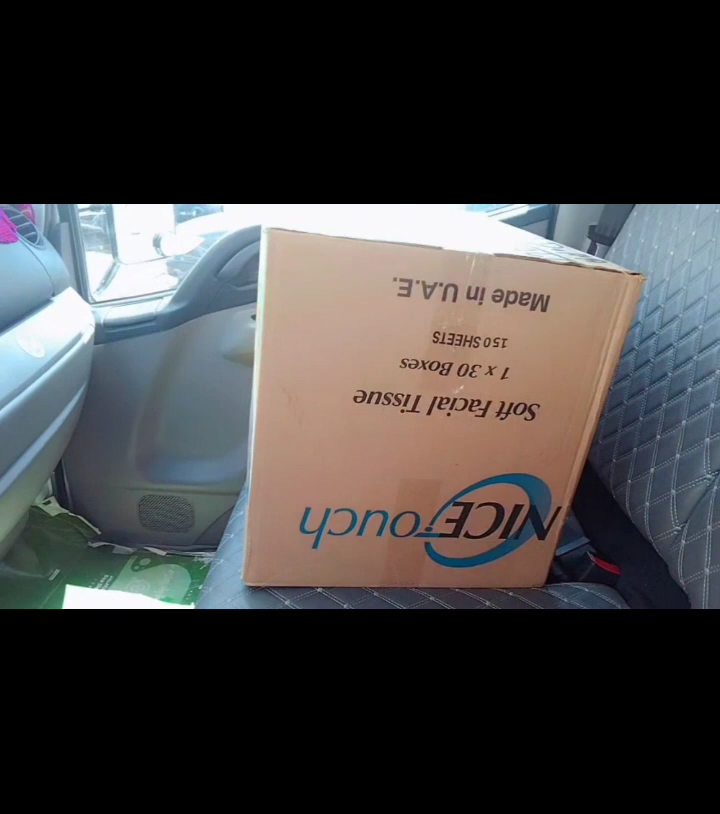 NICE Touch
Soft Facial Tissue
1 x 30 Boxes
150 SHEETS
Made in U.A.E.